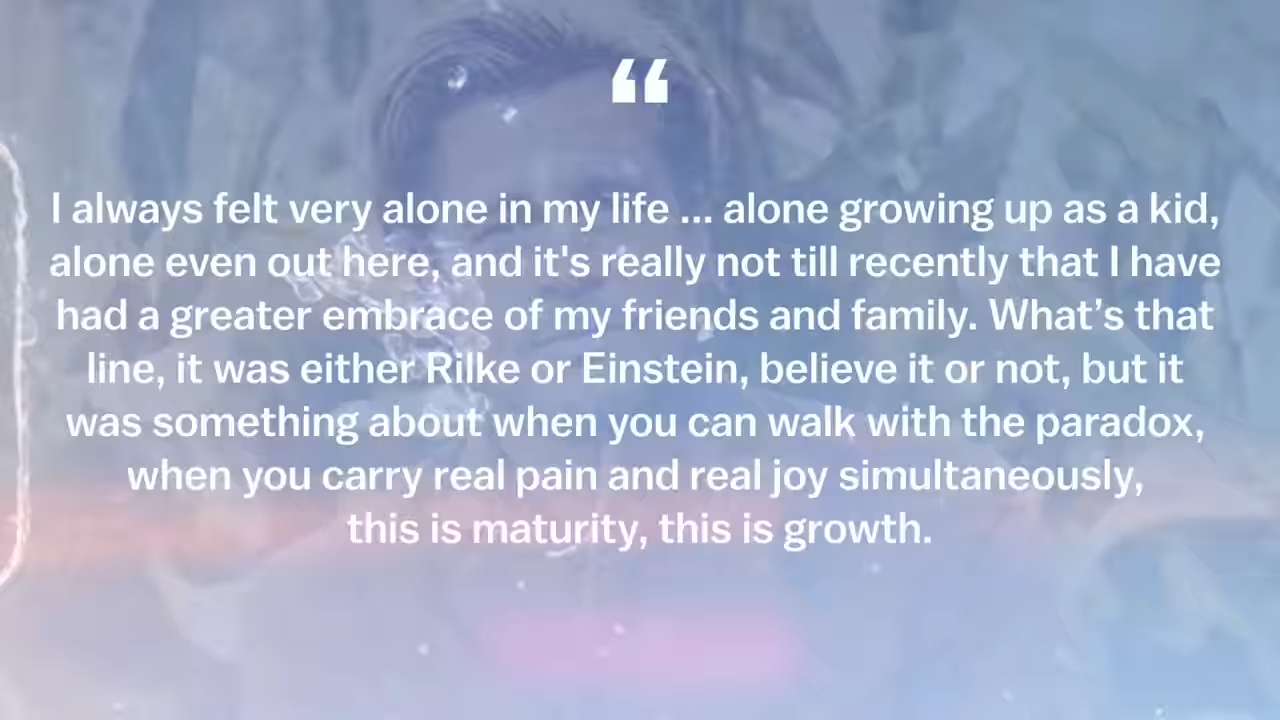 “
I always felt very alone in my life ... alone growing up as a kid,
alone even out here, and it's really not till recently that I have
had a greater embrace of my friends and family. What’s that
line, it was either Rilke or Einstein, believe it or not, but it
was something about when you can walk with the paradox,
when you carry real pain and real joy simultaneously,
this is maturity, this is growth.